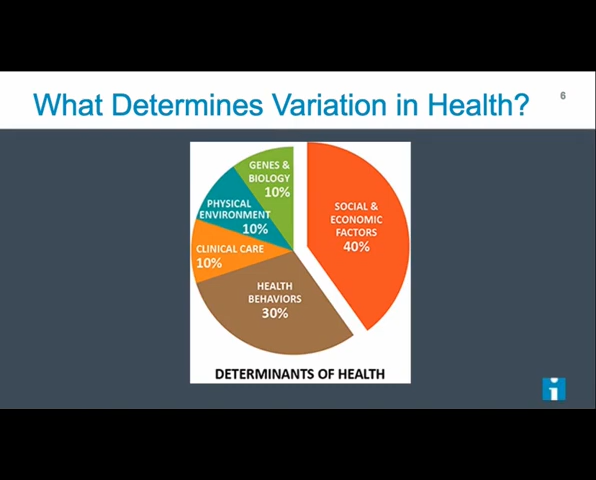 What Determines Variation in Health?
6
GENES &
BIOLOGY
10%
PHYSICAL
ENVIRONMENT
10%
CLINICAL CARE
10%
HEALTH
BEHAVIORS
30%
SOCIAL &
ECONOMIC
FACTORS
40%
DETERMINANTS OF HEALTH
i